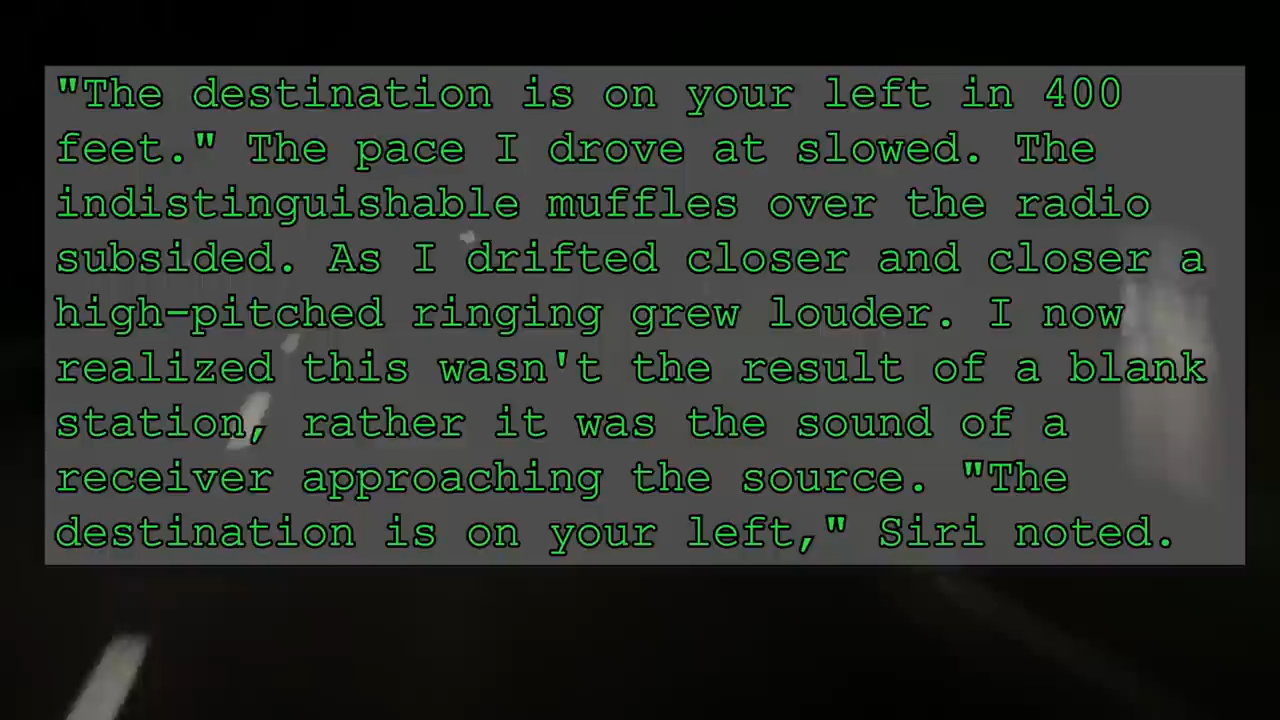 "The destination is on your left in 400
feet." The pace I drove at slowed. The
indistinguishable muffles over the radio
subsided. As I drifted closer and closer a
high-pitched ringing grew louder. I now
realized this wasn't the result of a blank
station, rather it was the sound of a
receiver approaching the source. "The
destination is on your left," Siri noted.